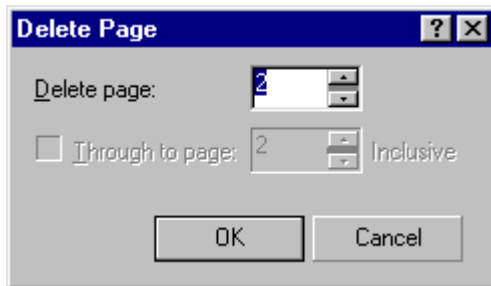 Delete Page
Delete page: 2
Through to page: 2 Inclusive
OK Cancel